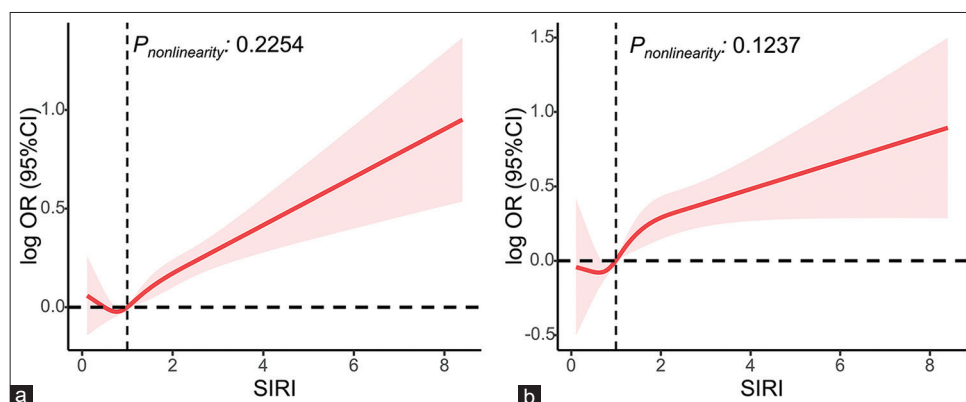 P nonlinearity: 0.2254
log OR (95%CI)
1.0
0.5
0.0
0 2 4 6 8
SIRI
a
P nonlinearity: 0.1237
log OR (95%CI)
1.5
1.0
0.5
0.0
-0.5
0 2 4 6 8
SIRI
b